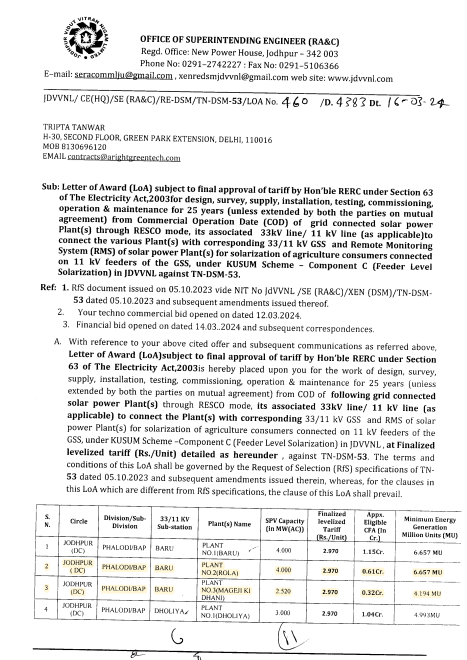 OFFICE OF SUPERINTENDING ENGINEER (RA&C)
Regd. Office: New Power House, Jodhpur – 342 003
Phone No: 0291–2742227 : Fax No: 0291–5106366
E-mail: seracommlju@gmail.com , xenredsmjdvvnl@gmail.com web site: www.jdvvnl.com
JDVVNL/ CE(HQ)/SE (RA&C)/RE-DSM/TN-DSM-53/LOA No. 460 /D. 4383 Dt. 16-03-24
TRIPTA TANWAR
H-30, SECOND FLOOR, GREEN PARK EXTENSION, DELHI, 110016
MOB 8130696120
EMAIL contracts@arightgreentech.com
Sub: Letter of Award (LoA) subject to final approval of tariff by Hon'ble RERC under Section 63
of The Electricity Act,2003for design, survey, supply, installation, testing, commissioning,
operation & maintenance for 25 years (unless extended by both the parties on mutual
agreement) from Commercial Operation Date (COD) of grid connected solar power
Plant(s) through RESCO mode, its associated 33kV line/ 11 kV line (as applicable)to
connect the various Plant(s) with corresponding 33/11 kV GSS and Remote Monitoring
System (RMS) of solar power Plant(s) for solarization of agriculture consumers connected
on 11 kV feeders of the GSS, under KUSUM Scheme – Component C (Feeder Level
Solarization) in JDVVNL against TN-DSM-53.
Ref: 1. RfS document issued on 05.10.2023 vide NIT No JdVVNL /SE (RA&C)/XEN (DSM)/TN-DSM-
53 dated 05.10.2023 and subsequent amendments issued thereof.
2. Your techno commercial bid opened on dated 12.03.2024.
3. Financial bid opened on dated 14.03..2024 and subsequent correspondences.
A. With reference to your above cited offer and subsequent communications as referred above,
Letter of Award (LoA)subject to final approval of tariff by Hon'ble RERC under Section
63 of The Electricity Act,2003is hereby placed upon you for the work of design, survey,
supply, installation, testing, commissioning, operation & maintenance for 25 years (unless
extended by both the parties on mutual agreement) from COD of following grid connected
solar power Plant(s) through RESCO mode, its associated 33kV line/ 11 kV line (as
applicable) to connect the Plant(s) with corresponding 33/11 kV GSS and RMS of solar
power Plant(s) for solarization of agriculture consumers connected on 11 kV feeders of the
GSS, under KUSUM Scheme –Component C (Feeder Level Solarization) in JDVVNL , at Finalized
levelized tariff (Rs./Unit) detailed as hereunder , against TN-DSM-53. The terms and
conditions of this LoA shall be governed by the Request of Selection (RfS) specifications of TN-
53 dated 05.10.2023 and subsequent amendments issued therein, whereas, for the clauses in
this LoA which are different from RfS specifications, the clause of this LoA shall prevail.
S. N. Circle Division/Sub-Division 33/11 KV Sub-station Plant(s) Name SPV Capacity (in MW(AC)) Finalized levelized Tariff (Rs./Unit) Appx. Eligible CFA (In Cr.) Minimum Energy Generation Million Units (MU)
1 JODHPUR (DC) PHALODI/BAP BARU PLANT NO.1(BARU) 4.000 2.970 1.15Cr. 6.657 MU
2 JODHPUR (DC) PHALODI/BAP BARU PLANT NO.2(ROLA) 4.000 2.970 0.61Cr. 6.657 MU
3 JODHPUR (DC) PHALODI/BAP BARU PLANT NO.3(MAGEJI KI DHANI) 2.520 2.970 0.32Cr. 4.194 MU
4 JODHPUR (DC) PHALODI/BAP DHOLIYA PLANT NO.1(DHOLIYA) 3.000 2.970 1.04Cr. 4.993MU